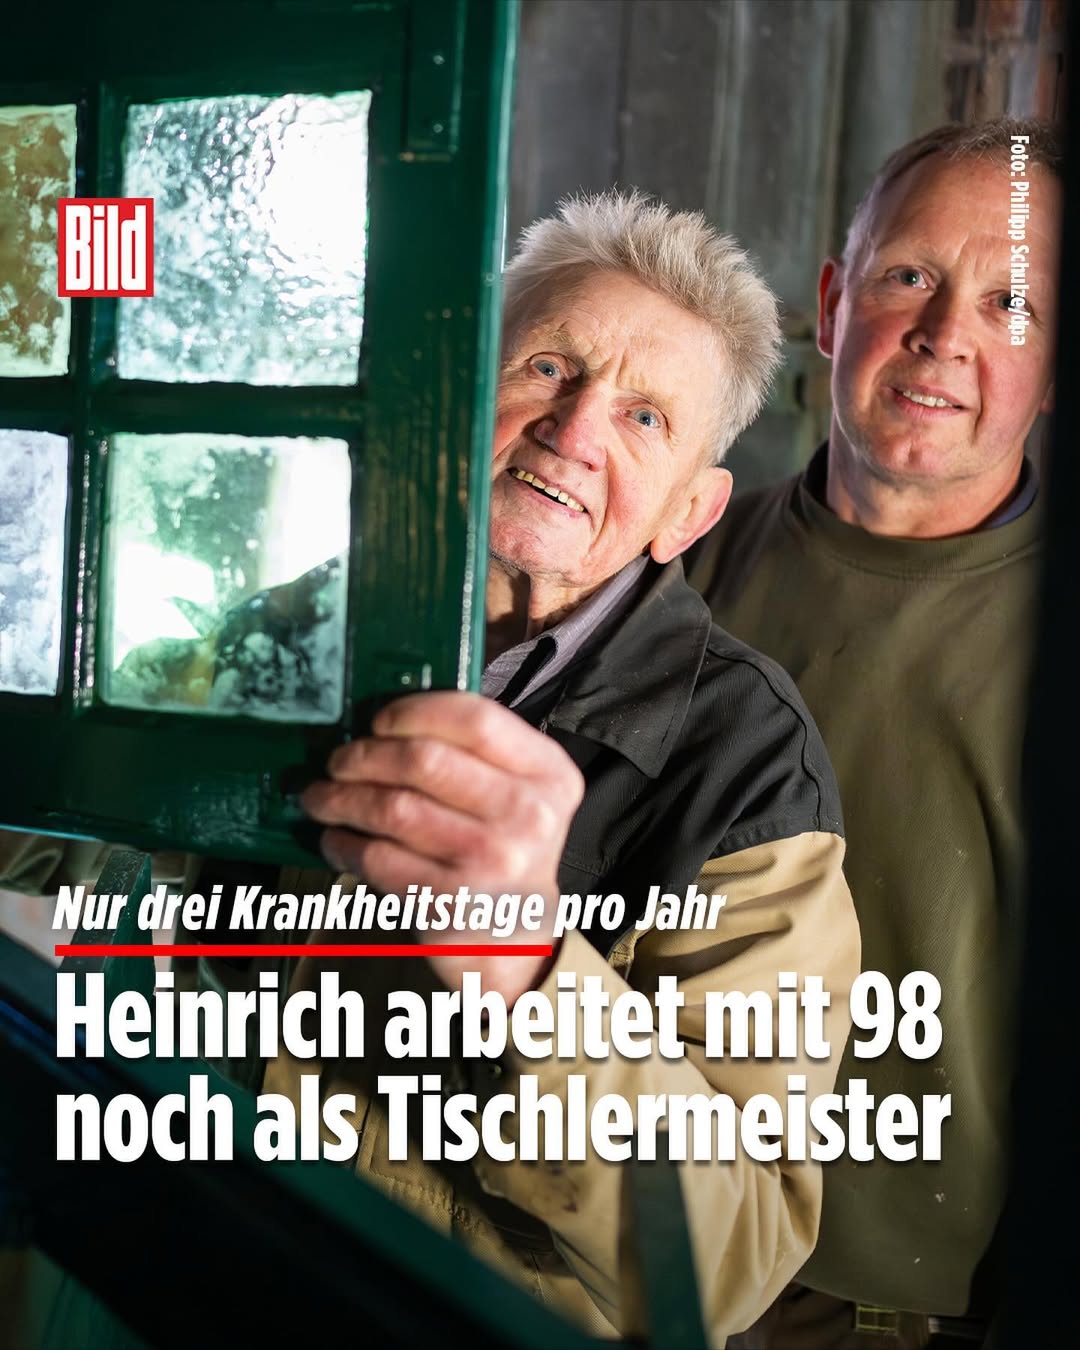 Bild
Foto: Philipp Schulze/dpa
Nur drei Krankheitstage pro Jahr
Heinrich arbeitet mit 98
noch als Tischlermeister